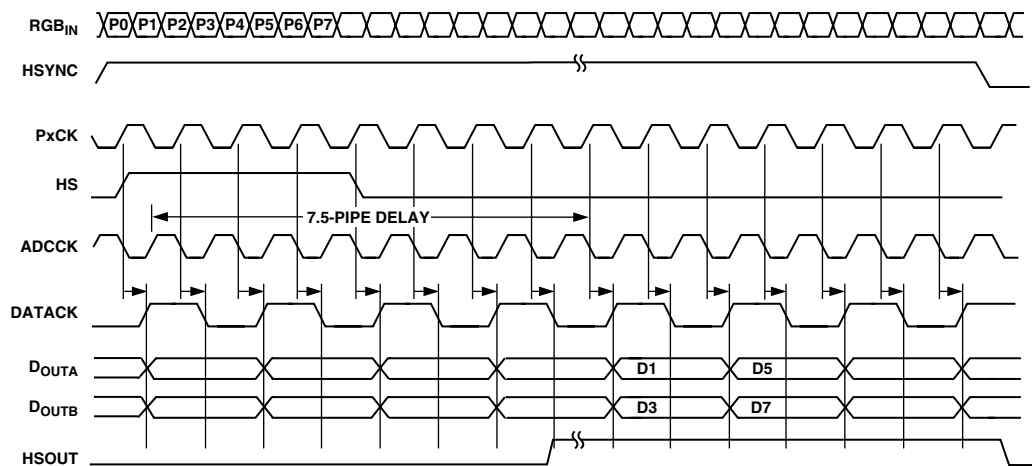 RGBIN P0 P1 P2 P3 P4 P5 P6 P7
HSYNC
PxCK
HS
7.5-PIPE DELAY
ADCCK
DATACK
DOUTA D1 D5
DOUTB D3 D7
HSOUT